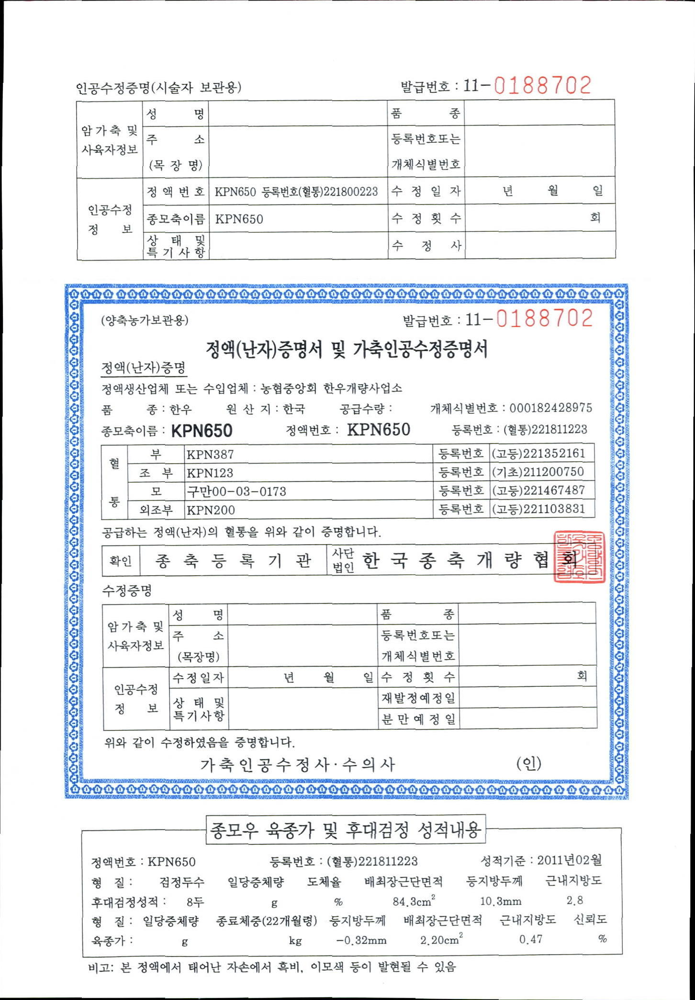 인공수정증명(시술자 보관용) 발급번호 : 11-0188702
암가축 및 사육자정보 성 명 품 종
주 소 (목 장 명) 등록번호또는 개체식별번호
인공수정 정 보 정 액 번 호 KPN650 등록번호(혈통)221800223 수 정 일 자 년 월 일
종모축이름 KPN650 수 정 횟 수 회
상 태 및 특 기 사 항 수 정 사
(양축농가보관용) 발급번호 : 11-0188702
정액(난자)증명서 및 가축인공수정증명서
정액(난자)증명
정액생산업체 또는 수입업체 : 농협중앙회 한우개량사업소
품 종 : 한우 원 산 지 : 한국 공급수량 : 개체식별번호 : 000182428975
종모축이름 : KPN650 정액번호 : KPN650 등록번호 : (혈통)221811223
혈 통 부 KPN387 등록번호 (고등)221352161
조 부 KPN123 등록번호 (기초)211200750
모 구만00-03-0173 등록번호 (고등)221467487
외조부 KPN200 등록번호 (고등)221103831
공급하는 정액(난자)의 혈통을 위와 같이 증명합니다.
확인 종 축 등 록 기 관 사단법인 한 국 종 축 개 량 협 회
수정증명
암가축 및 사육자정보 성 명 품 종
주 소 (목장명) 등록번호또는 개체식별번호
인공수정 정 보 수정일자 년 월 일 수 정 횟 수 회
상 태 및 특기사항 재발정예정일
분만예정일
위와 같이 수정하였음을 증명합니다.
가축인공수정사·수의사 (인)
종모우 육종가 및 후대검정 성적내용
정액번호 : KPN650 등록번호 : (혈통)221811223 성적기준 : 2011년02월
형 질 : 검정두수 일당증체량 도체율 배최장근단면적 등지방두께 근내지방도
후대검정성적 : 8두 g % 84.3cm² 10.3mm 2.8
형 질 : 일당증체량 종료체중(22개월령) 등지방두께 배최장근단면적 근내지방도 신뢰도
육종가 : g kg -0.32mm 2.20cm² 0.47 %
비고: 본 정액에서 태어난 자손에서 흑비, 이모색 등이 발현될 수 있음